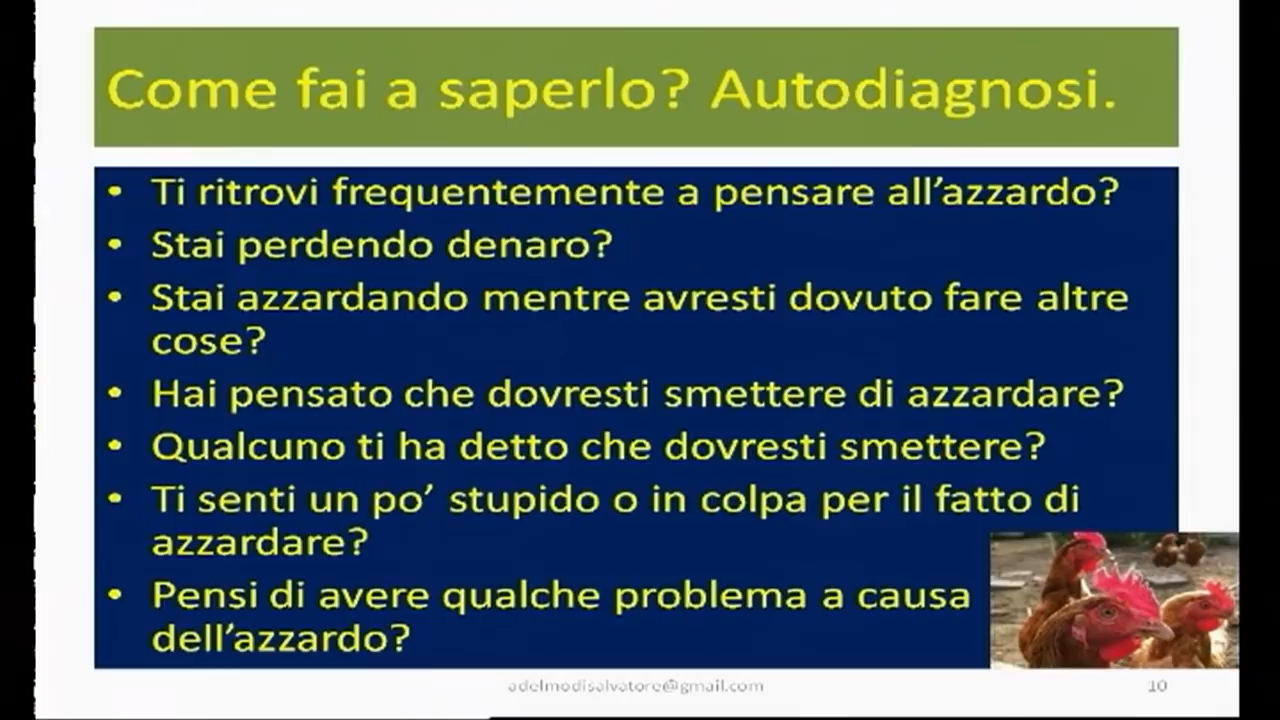 Come fai a saperlo? Autodiagnosi.
• Ti ritrovi frequentemente a pensare all’azzardo?
• Stai perdendo denaro?
• Stai azzardando mentre avresti dovuto fare altre
cose?
• Hai pensato che dovresti smettere di azzardare?
• Qualcuno ti ha detto che dovresti smettere?
• Ti senti un po’ stupido o in colpa per il fatto di
azzardare?
• Pensi di avere qualche problema a causa
dell’azzardo?
adelmodisalvatore@gmail.com
10